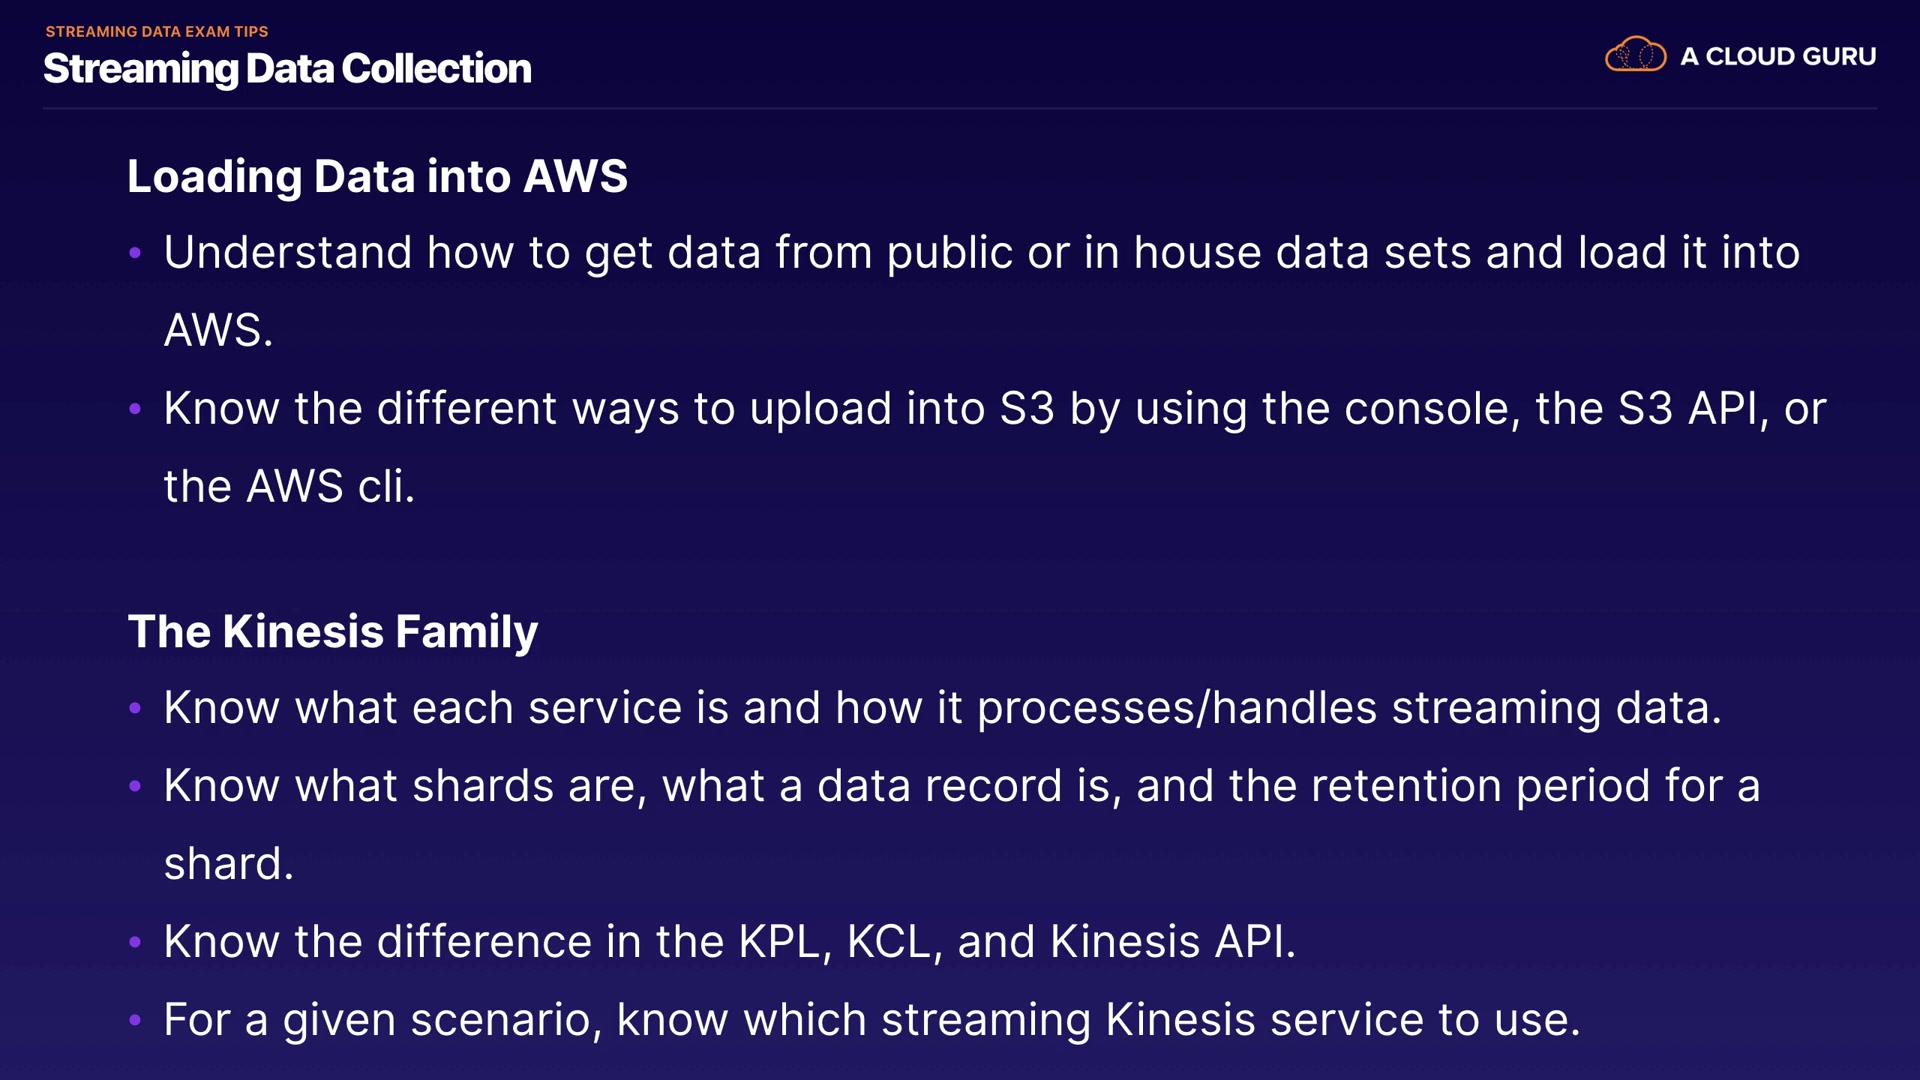 STREAMING DATA EXAM TIPS
Streaming Data Collection
A CLOUD GURU
Loading Data into AWS
• Understand how to get data from public or in house data sets and load it into
AWS.
• Know the different ways to upload into S3 by using the console, the S3 API, or
the AWS cli.
The Kinesis Family
• Know what each service is and how it processes/handles streaming data.
• Know what shards are, what a data record is, and the retention period for a
shard.
• Know the difference in the KPL, KCL, and Kinesis API.
• For a given scenario, know which streaming Kinesis service to use.